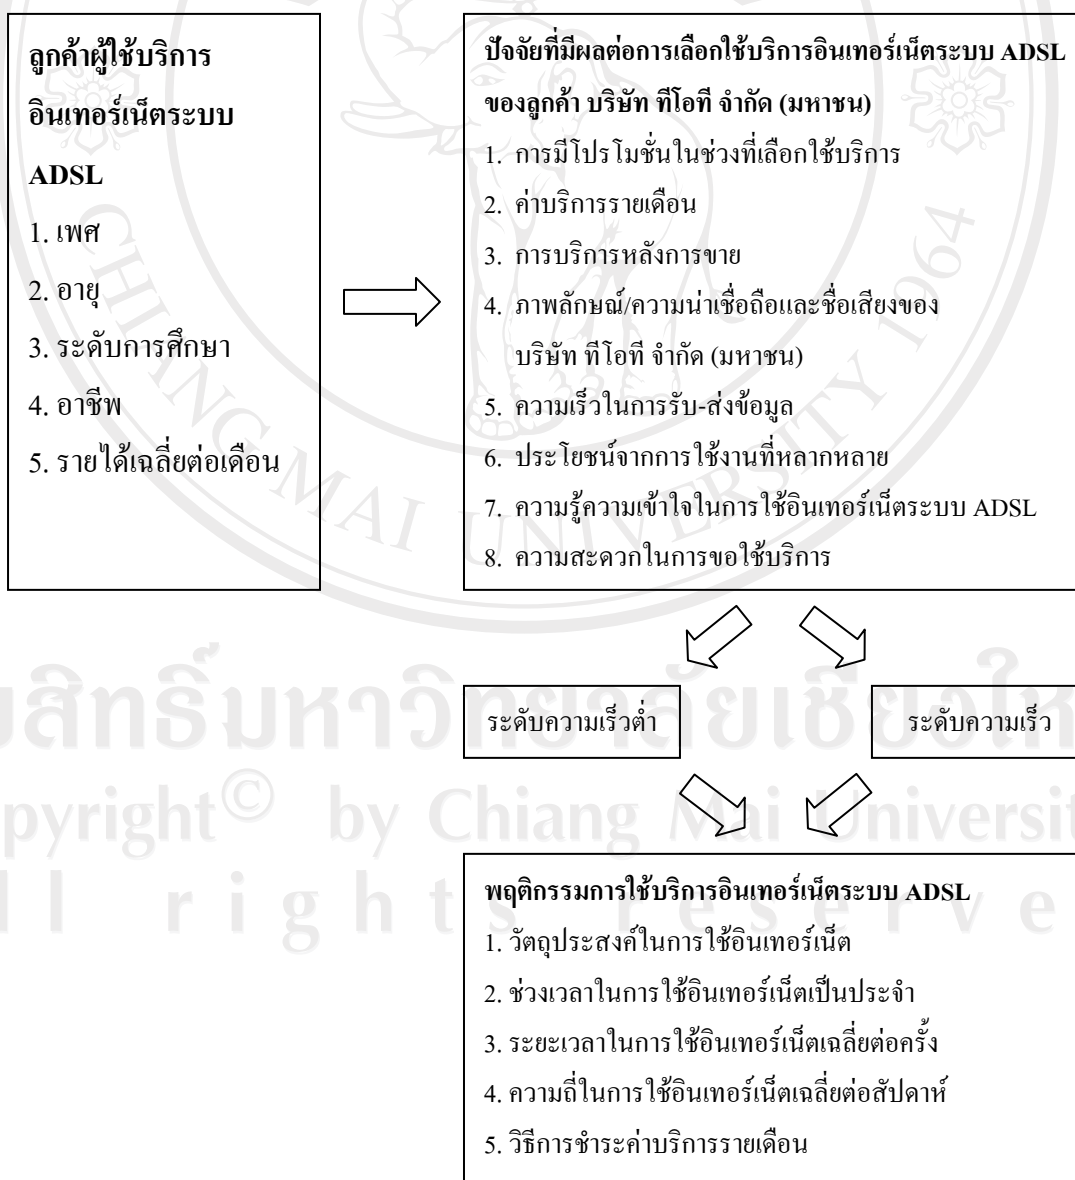 ลูกค้าผู้ใช้บริการ
อินเทอร์เน็ตระบบ
ADSL
1. เพศ
2. อายุ
3. ระดับการศึกษา
4. อาชีพ
5. รายได้เฉลี่ยต่อเดือน
ปัจจัยที่มีผลต่อการเลือกใช้บริการอินเทอร์เน็ตระบบ ADSL
ของลูกค้า บริษัท ทีโอที จำกัด (มหาชน)
1. การมีโปรโมชั่นในช่วงที่เลือกใช้บริการ
2. ค่าบริการรายเดือน
3. การบริการหลังการขาย
4. ภาพลักษณ์/ความน่าเชื่อถือและชื่อเสียงของ
บริษัท ทีโอที จำกัด (มหาชน)
5. ความเร็วในการรับ-ส่งข้อมูล
6. ประโยชน์จากการใช้งานที่หลากหลาย
7. ความรู้ความเข้าใจในการใช้อินเทอร์เน็ตระบบ ADSL
8. ความสะดวกในการขอใช้บริการ
ระดับความเร็วต่ำ
ระดับความเร็ว
พฤติกรรมการใช้บริการอินเทอร์เน็ตระบบ ADSL
1. วัตถุประสงค์ในการใช้อินเทอร์เน็ต
2. ช่วงเวลาในการใช้อินเทอร์เน็ตเป็นประจำ
3. ระยะเวลาในการใช้อินเทอร์เน็ตเฉลี่ยต่อครั้ง
4. ความถี่ในการใช้อินเทอร์เน็ตเฉลี่ยต่อสัปดาห์
5. วิธีการชำระค่าบริการรายเดือน
CHIANG MAI UNIVERSITY 1964
by Chiang Mai
rights